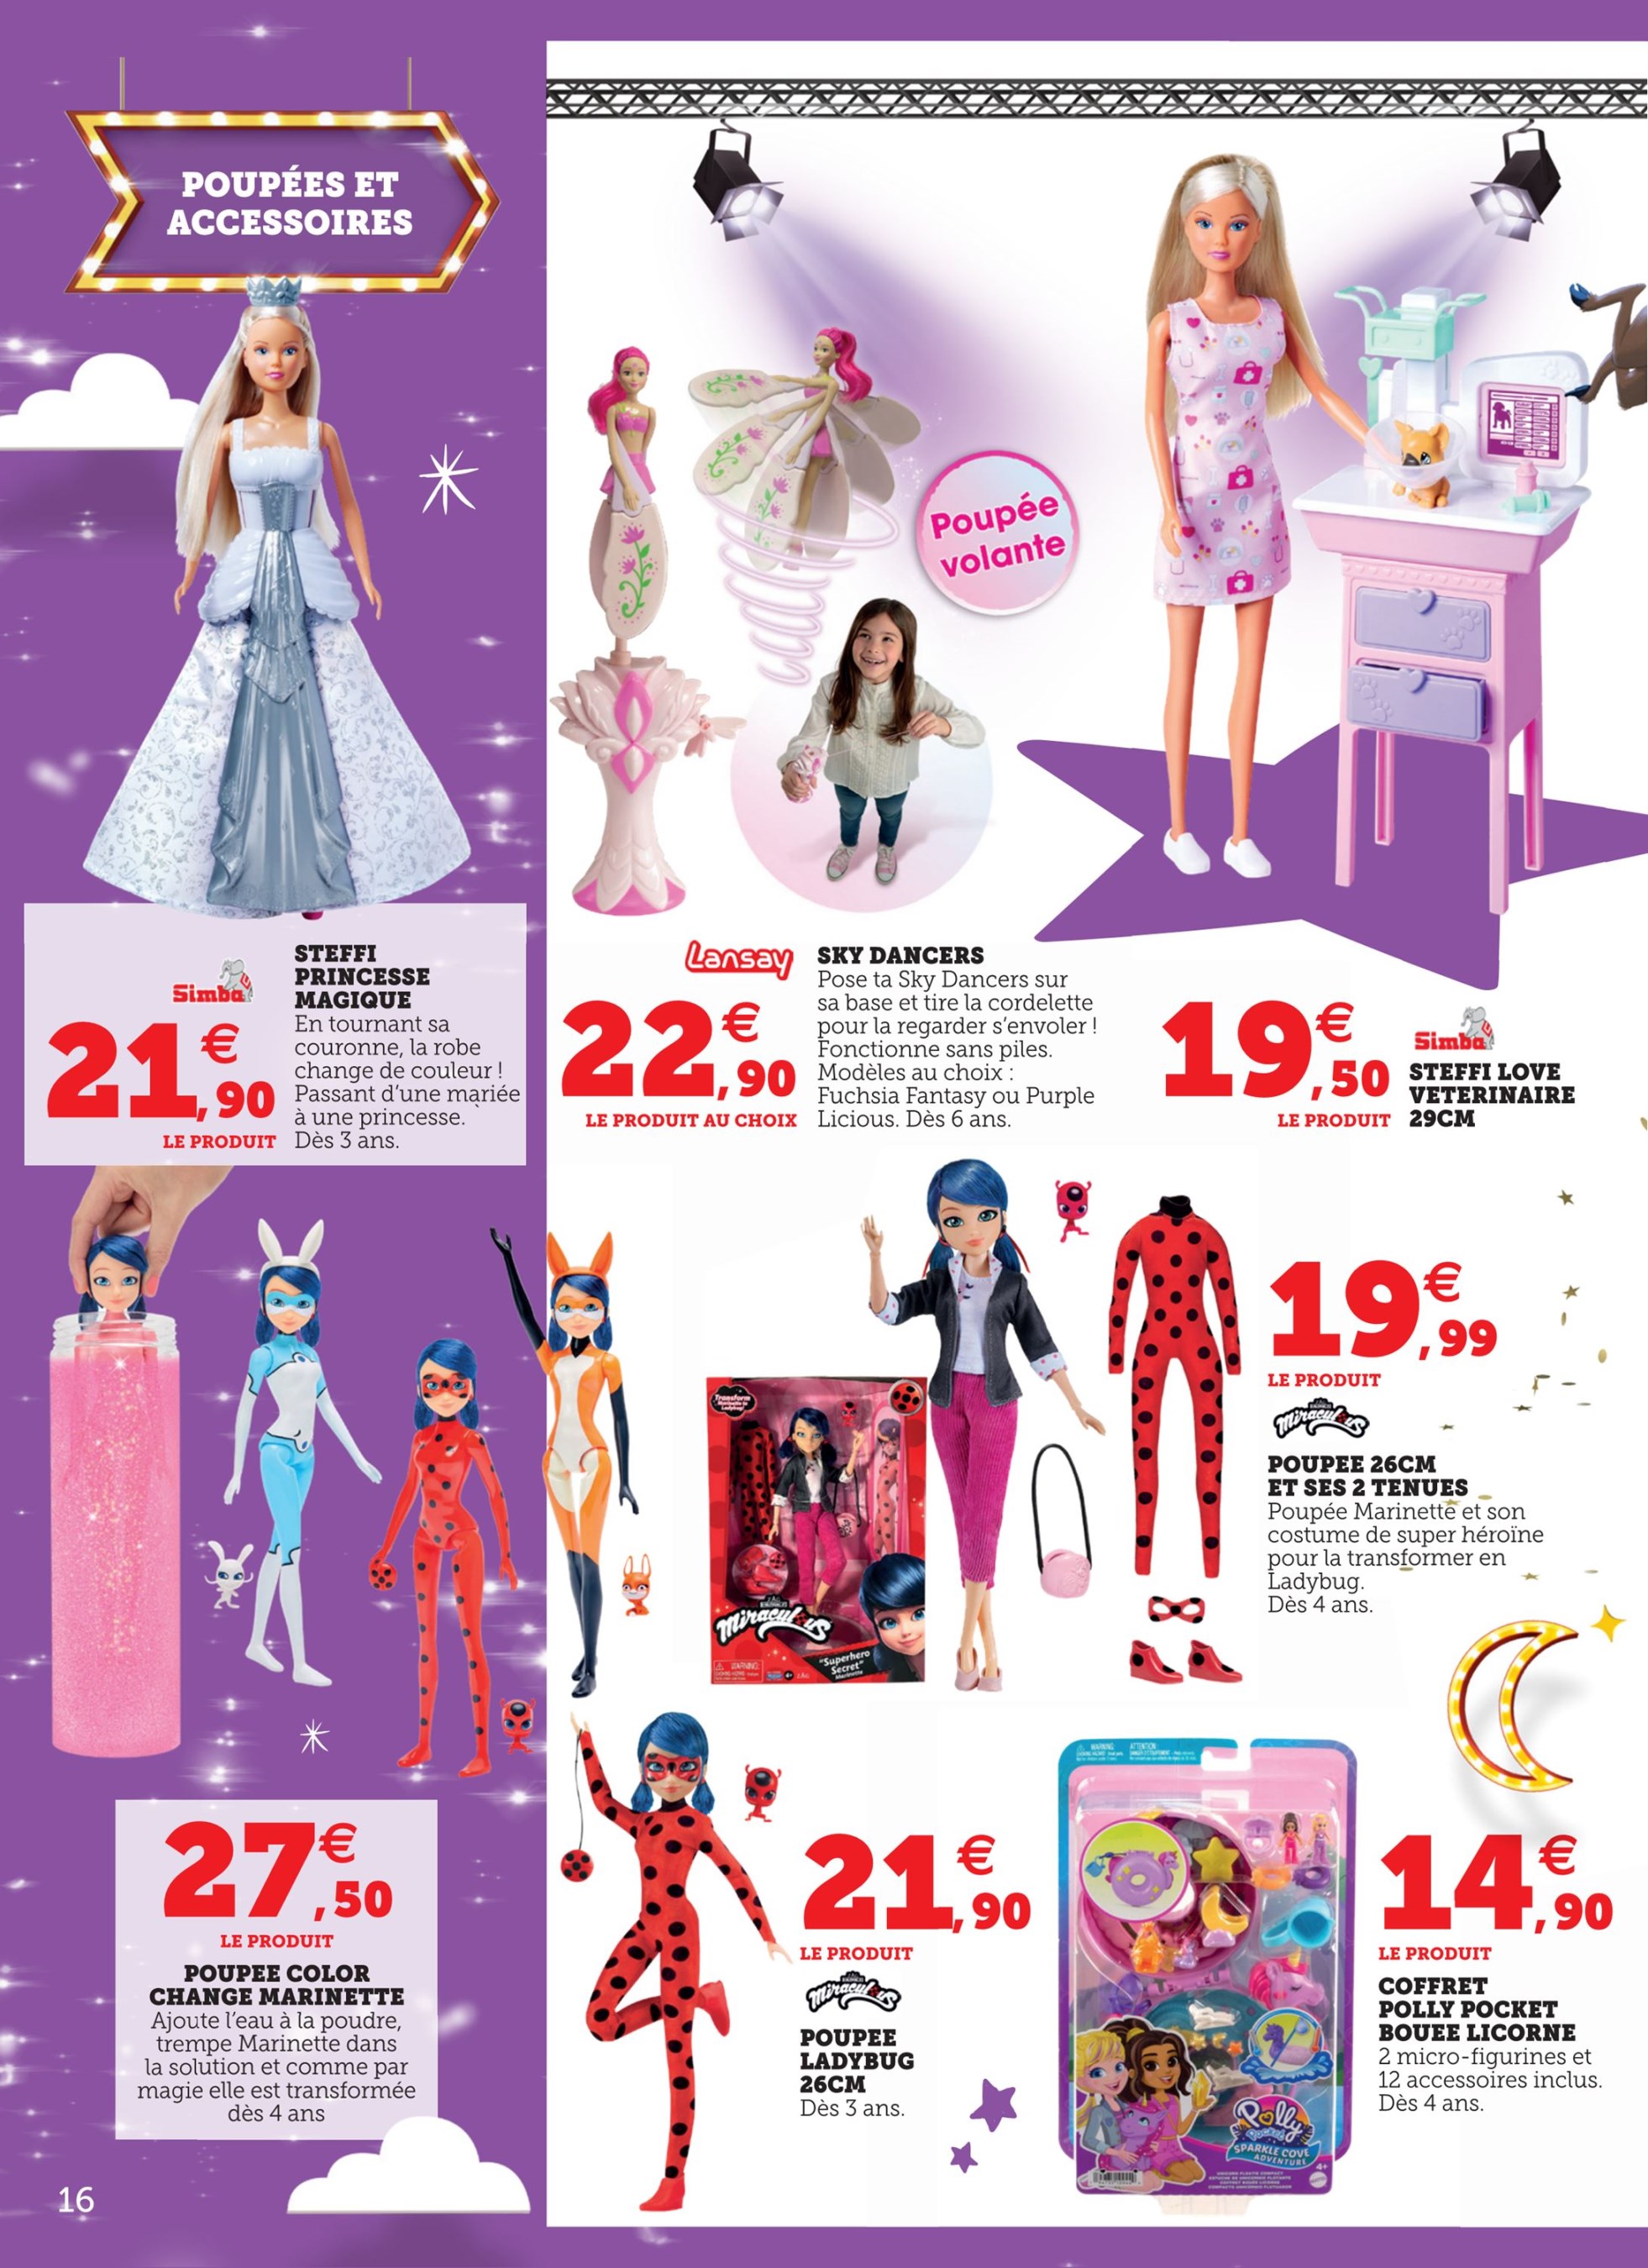 POUPÉES ET
ACCESSOIRES
Poupée
volante
Simba
21€,90
LE PRODUIT
STEFFI
PRINCESSE
MAGIQUE
En tournant sa
couronne, la robe
change de couleur !
Passant d'une mariée
à une princesse.
Dès 3 ans.
Lansay
22€,90
LE PRODUIT AU CHOIX
SKY DANCERS
Pose ta Sky Dancers sur
sa base et tire la cordelette
pour la regarder s'envoler !
Fonctionne sans piles.
Modèles au choix :
Fuchsia Fantasy ou Purple
Licious. Dès 6 ans.
19€,50
LE PRODUIT
Simba
STEFFI LOVE
VETERINAIRE
29CM
Transform
Marinette to
Ladybug!
Miraculous
"Superhero
Secret"
Marinette
WARNING:
19€,99
LE PRODUIT
Miraculous
POUPEE 26CM
ET SES 2 TENUES
Poupée Marinette et son
costume de super héroïne
pour la transformer en
Ladybug.
Dès 4 ans.
27€,50
LE PRODUIT
POUPEE COLOR
CHANGE MARINETTE
Ajoute l'eau à la poudre,
trempe Marinette dans
la solution et comme par
magie elle est transformée
dès 4 ans
21€,90
LE PRODUIT
Miraculous
POUPEE
LADYBUG
26CM
Dès 3 ans.
WARNING
ATTENTION
Polly
Pocket
SPARKLE COVE
ADVENTURE
4+
14€,90
LE PRODUIT
COFFRET
POLLY POCKET
BOUEE LICORNE
2 micro-figurines et
12 accessoires inclus.
Dès 4 ans.
16